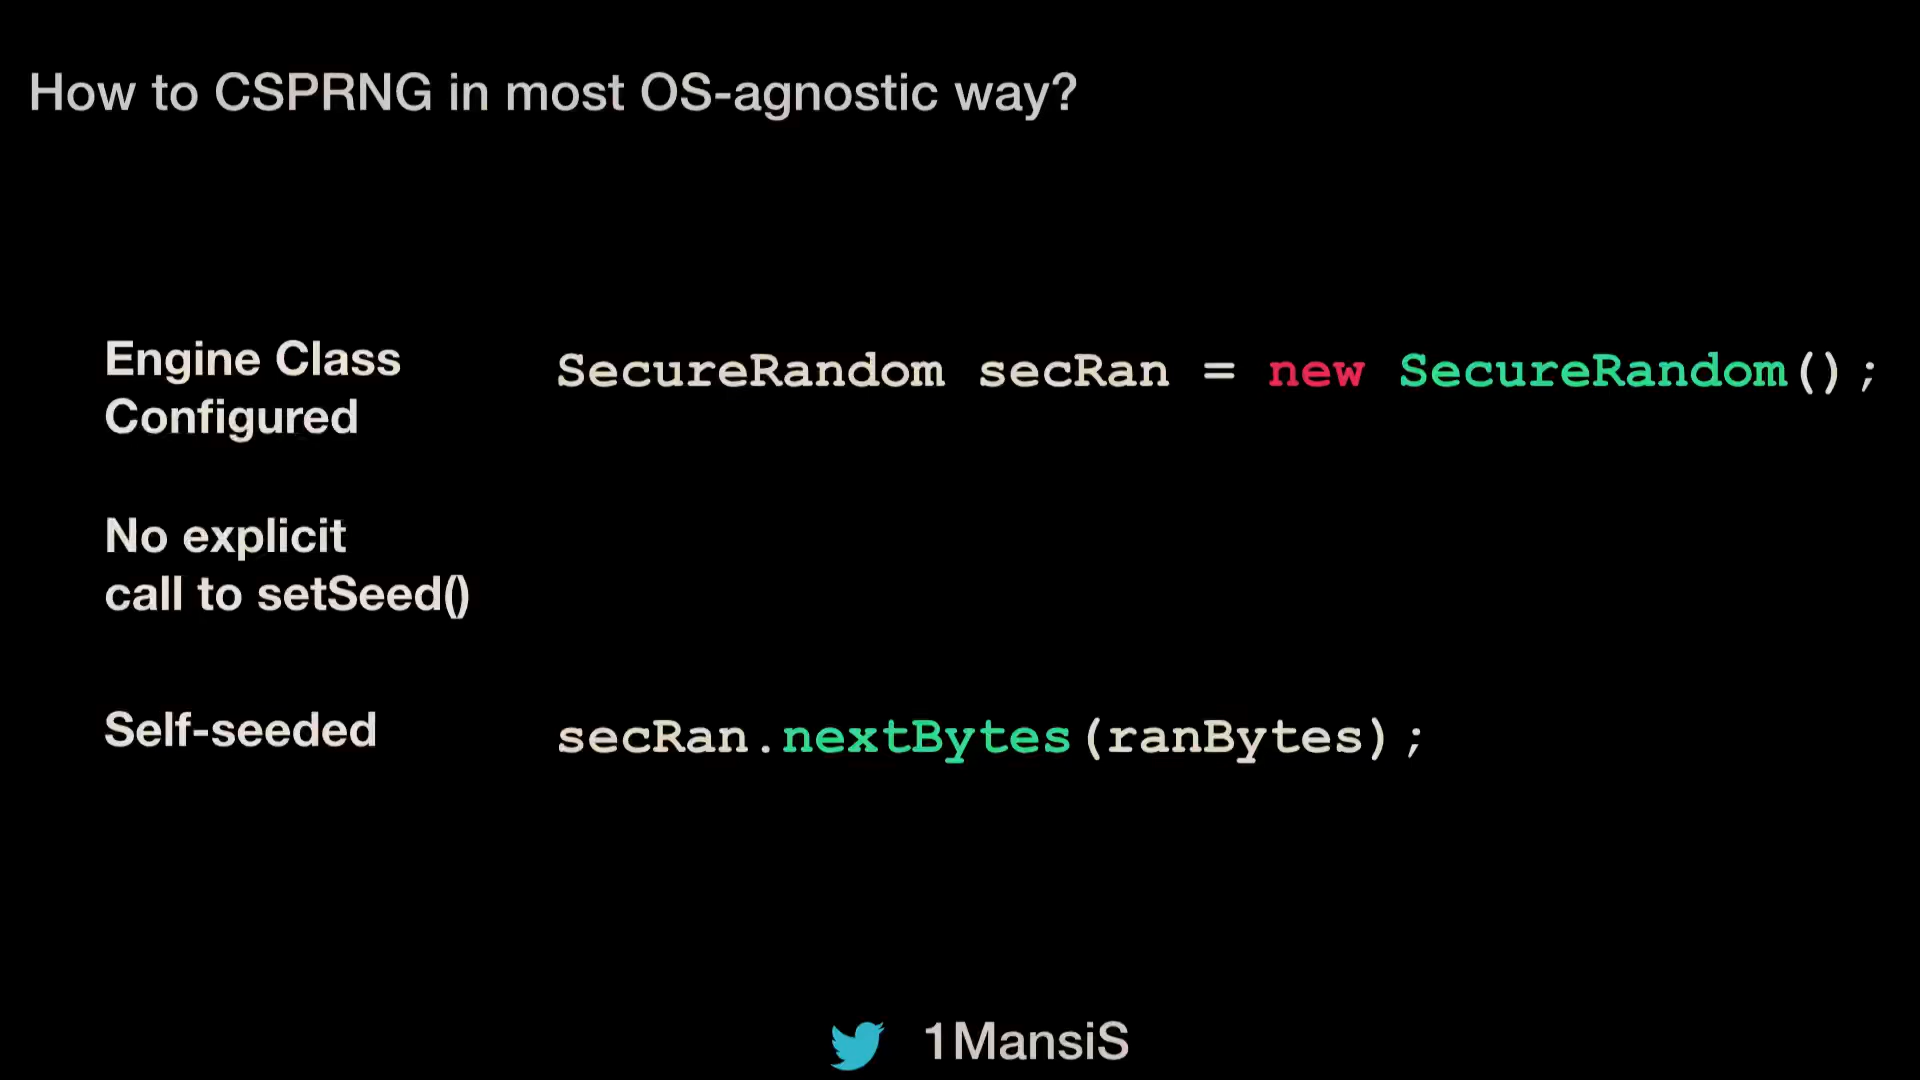 How to CSPRNG in most OS-agnostic way?
Engine Class
Configured
SecureRandom secRan = new SecureRandom();
No explicit
call to setSeed()
Self-seeded
secRan.nextBytes(ranBytes);
1MansiS